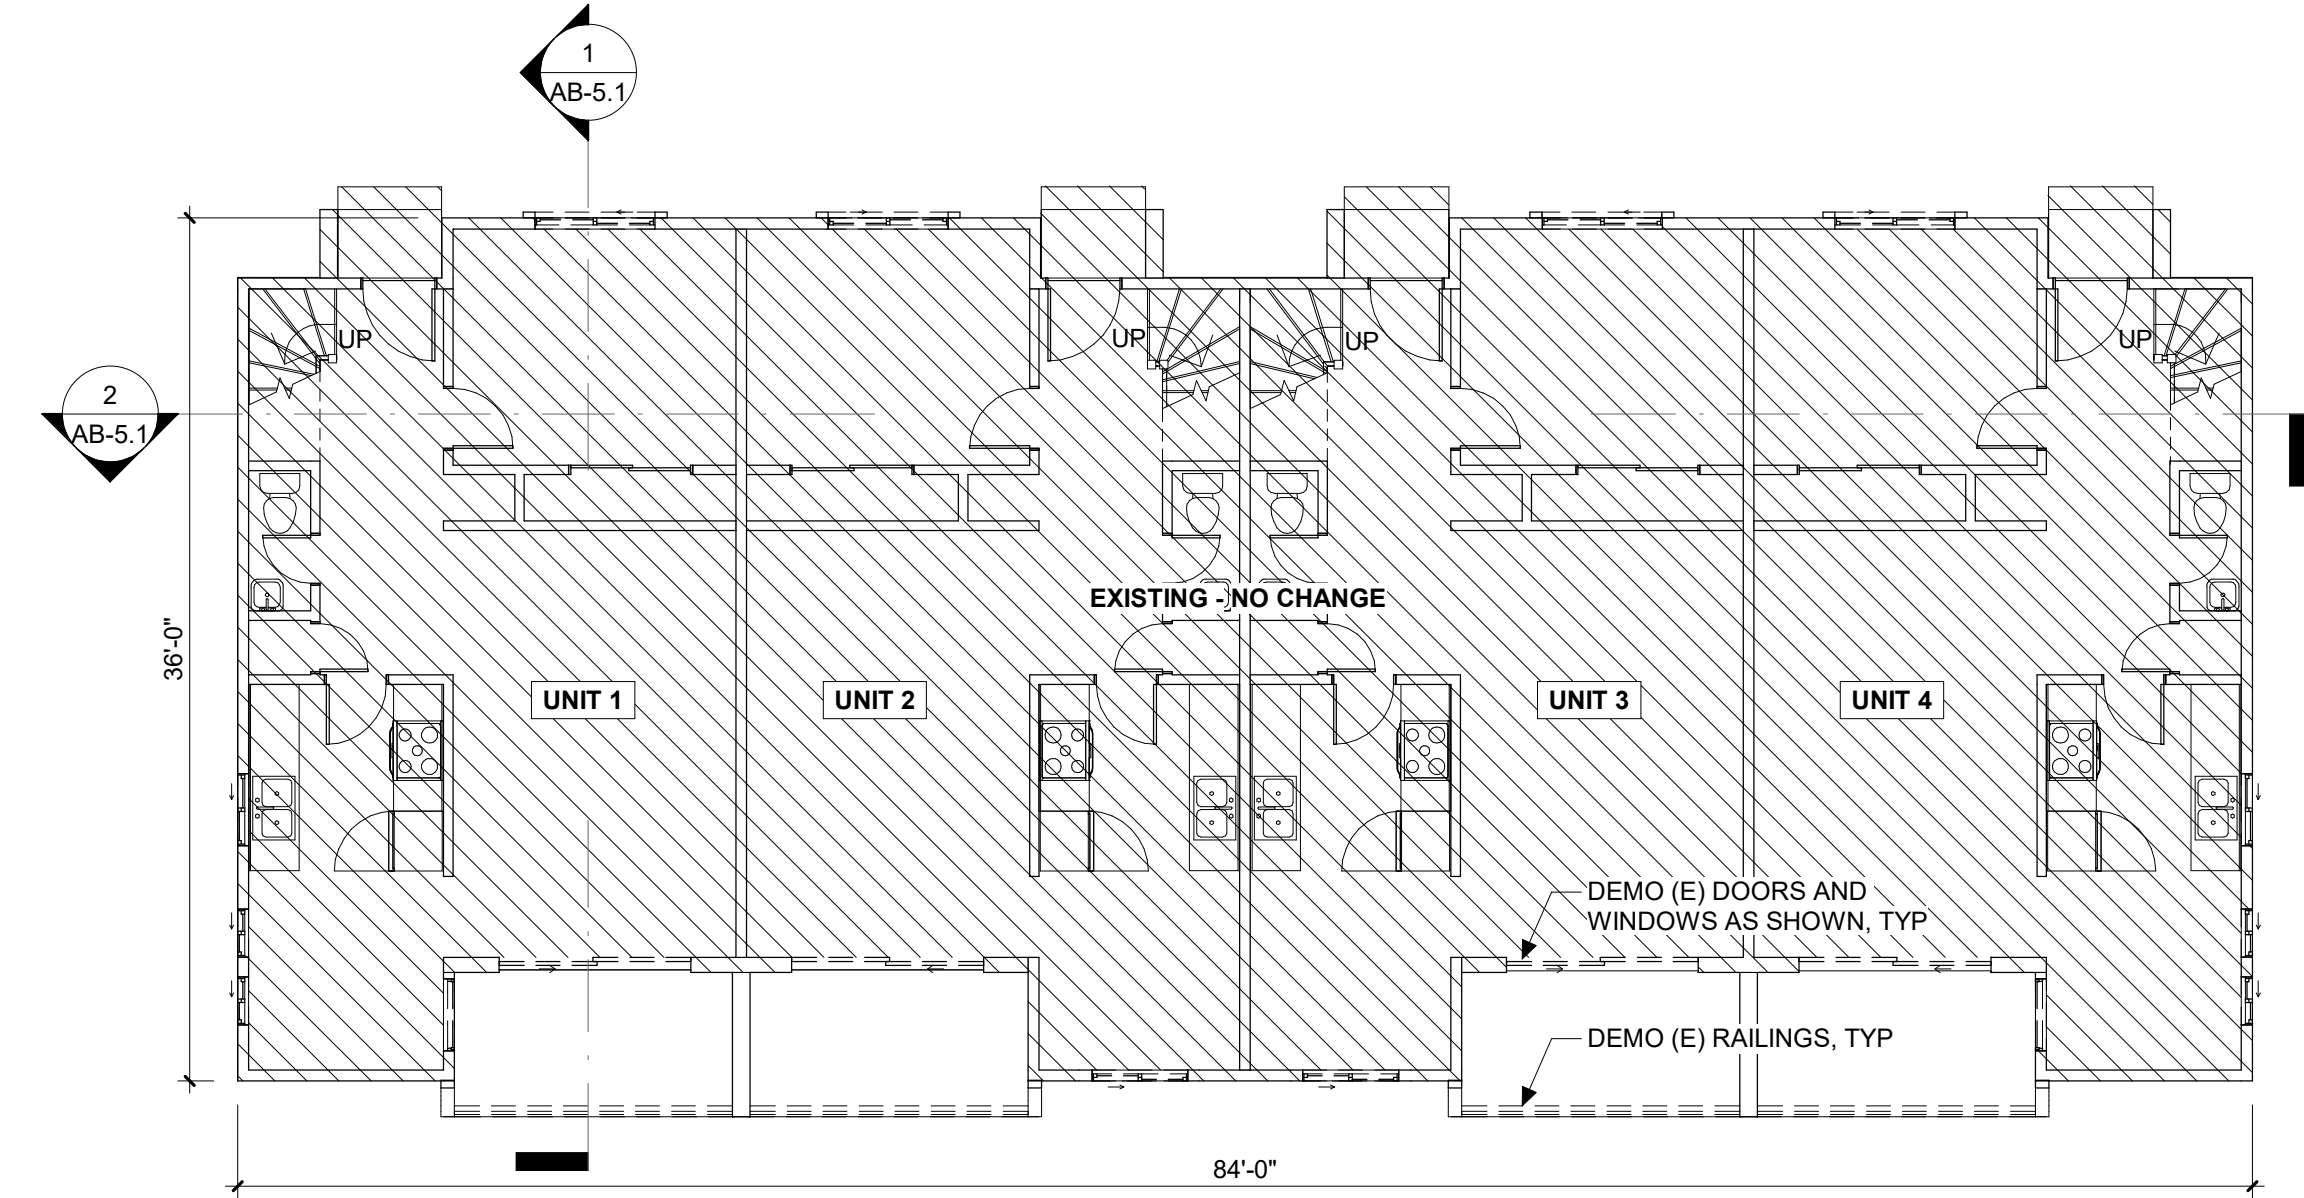 1
AB-5.1
UP
UP
UP
UP
2
AB-5.1
EXISTING - NO CHANGE
36'-0"
UNIT 1
UNIT 2
UNIT 3
UNIT 4
DEMO (E) DOORS AND
WINDOWS AS SHOWN, TYP
DEMO (E) RAILINGS, TYP
84'-0"